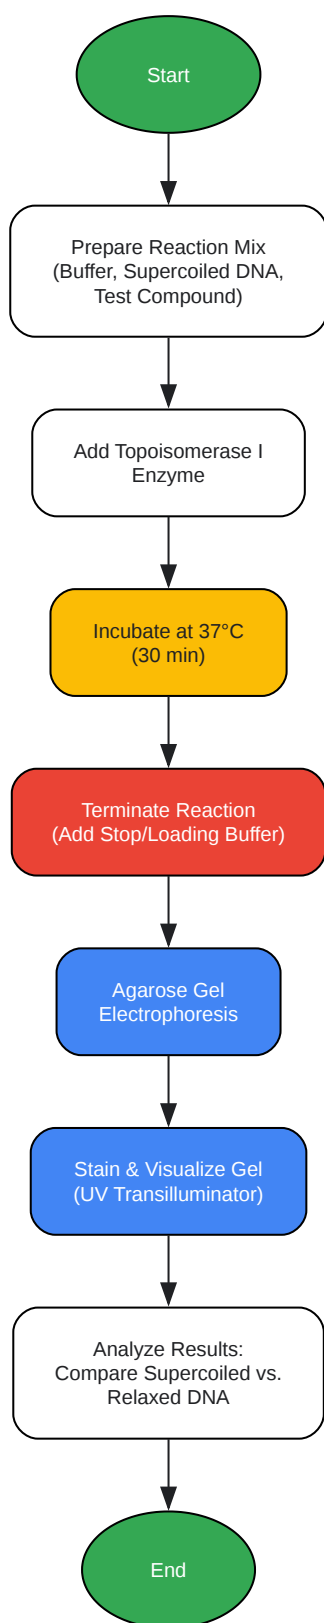 Start
Prepare Reaction Mix
(Buffer, Supercoiled DNA,
Test Compound)
Add Topoisomerase I
Enzyme
Incubate at 37°C
(30 min)
Terminate Reaction
(Add Stop/Loading Buffer)
Agarose Gel
Electrophoresis
Stain & Visualize Gel
(UV Transilluminator)
Analyze Results:
Compare Supercoiled vs.
Relaxed DNA
End